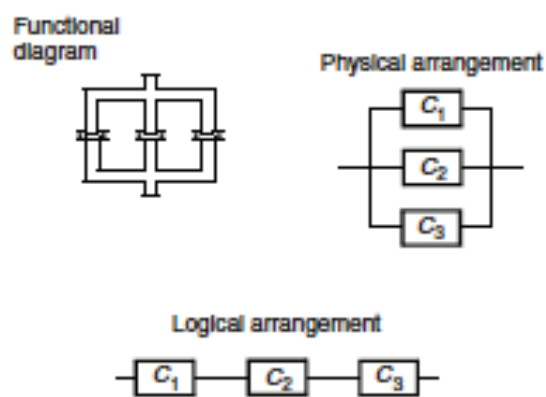 Functional
diagram
Physical arrangement
C₁
C₂
C₃
Logical arrangement
C₁ C₂ C₃